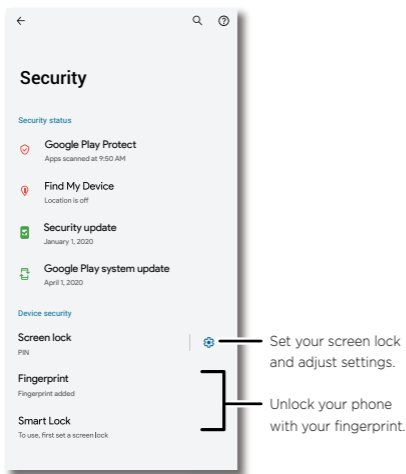 Security
Security status
Google Play Protect
Apps scanned at 9:50 AM
Find My Device
Location is off
Security update
January 1, 2020
Google Play system update
April 1, 2020
Device security
Screen lock
PIN
Set your screen lock
and adjust settings.
Fingerprint
Fingerprint added
Unlock your phone
with your fingerprint.
Smart Lock
To use, first set a screen lock